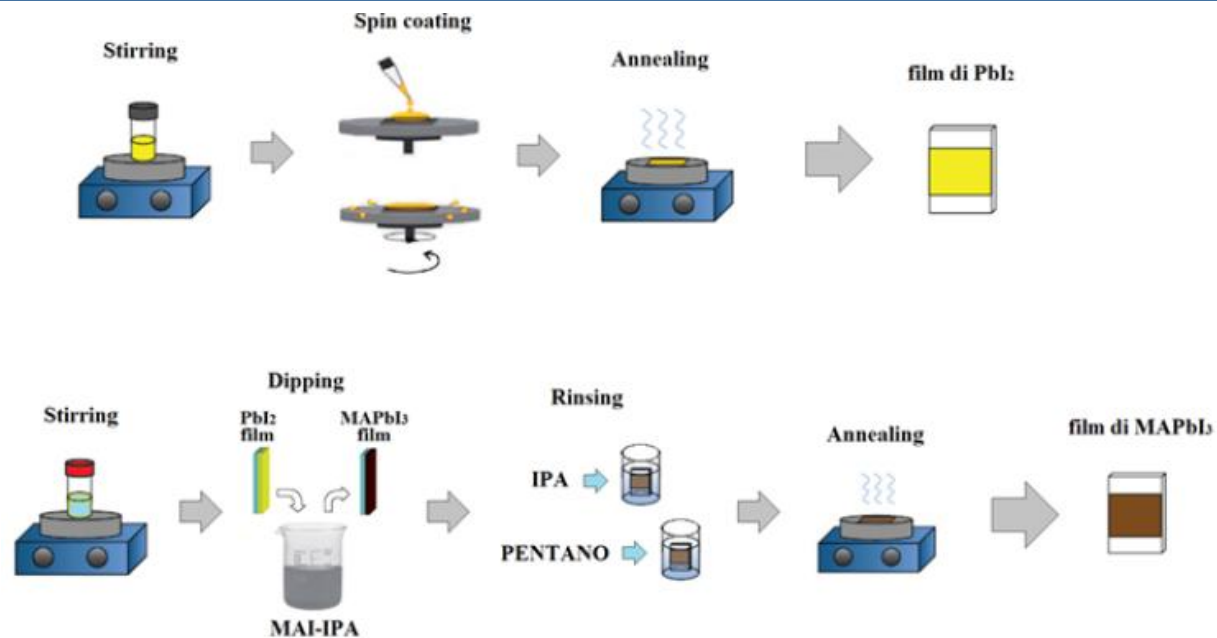 Spin coating
Stirring
Annealing
film di PbI₂
Dipping
Stirring
PbI₂
film
MAPbI₃
film
Rinsing
Annealing
film di MAPbI₃
IPA
PENTANO
MAI-IPA